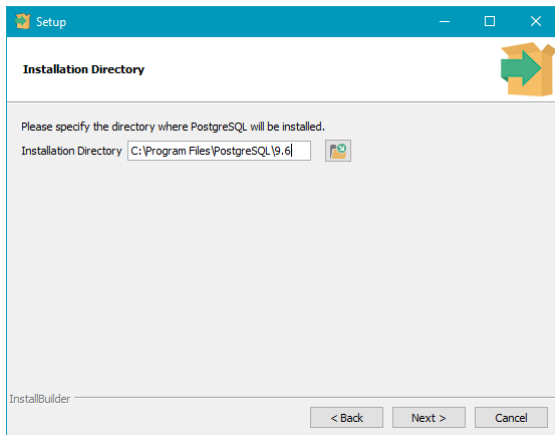 Setup
Installation Directory
Please specify the directory where PostgreSQL will be installed.
Installation Directory C:\Program Files\PostgreSQL\9.6
InstallBuilder
< Back Next > Cancel